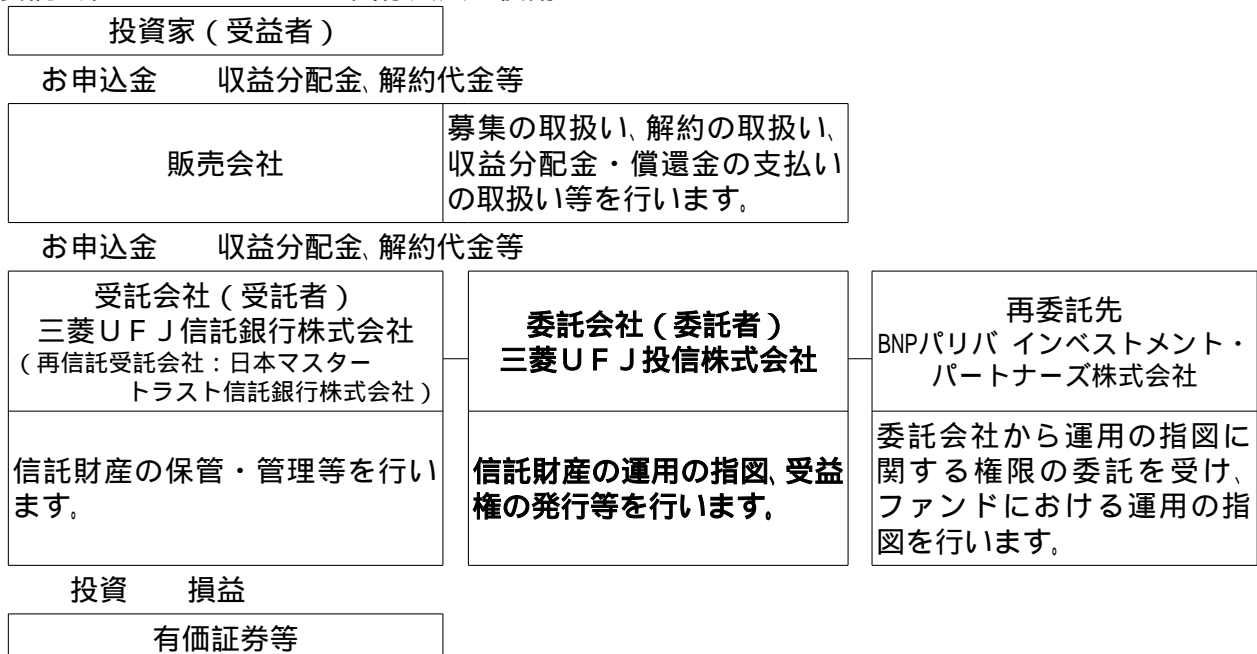 投資家（受益者）
お申込金　収益分配金、解約代金等
販売会社
募集の取扱い、解約の取扱い、
収益分配金・償還金の支払い
の取扱い等を行います。
お申込金　収益分配金、解約代金等
受託会社（受託者）
三菱ＵＦＪ信託銀行株式会社
（再信託受託会社：日本マスター
トラスト信託銀行株式会社）
委託会社（委託者）
三菱ＵＦＪ投信株式会社
再委託先
BNPパリバ インベストメント・
パートナーズ株式会社
信託財産の保管・管理等を行い
ます。
信託財産の運用の指図、受益
権の発行等を行います。
委託会社から運用の指図に
関する権限の委託を受け、
ファンドにおける運用の指
図を行います。
投資　損益
有価証券等